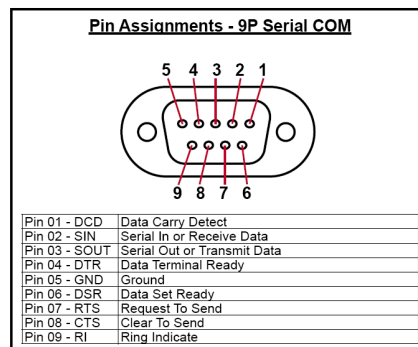 Pin Assignments - 9P Serial COM
5 4 3 2 1
9 8 7 6
Pin 01 - DCD Data Carry Detect
Pin 02 - SIN Serial In or Receive Data
Pin 03 - SOUT Serial Out or Transmit Data
Pin 04 - DTR Data Terminal Ready
Pin 05 - GND Ground
Pin 06 - DSR Data Set Ready
Pin 07 - RTS Request To Send
Pin 08 - CTS Clear To Send
Pin 09 - RI Ring Indicate